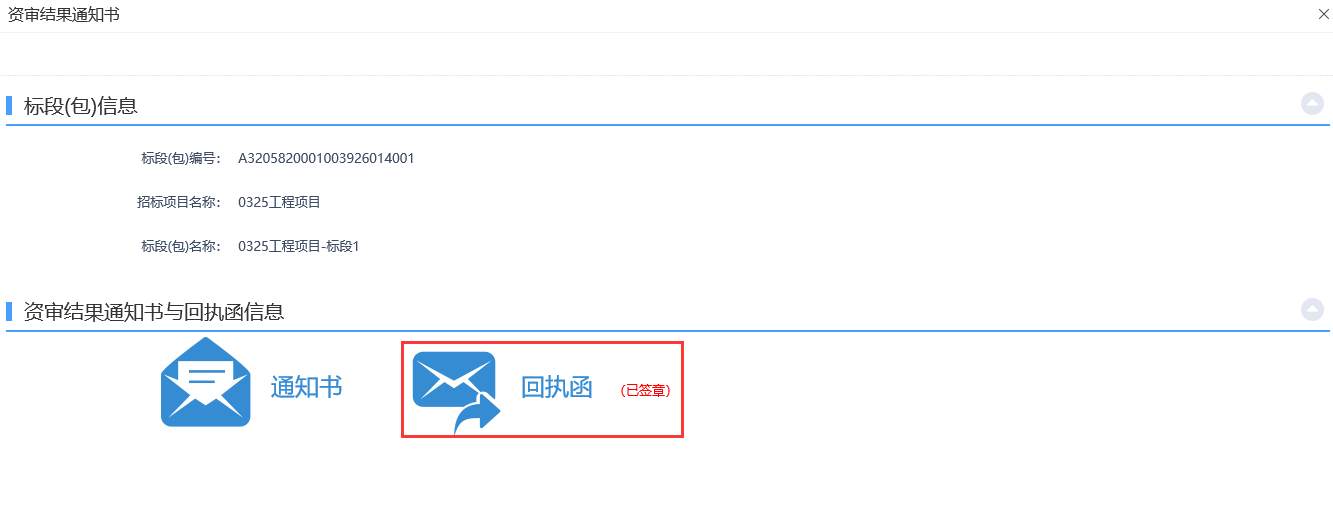 资审结果通知书
标段(包)信息
标段(包)编号： A3205820001003926014001
招标项目名称： 0325工程项目
标段(包)名称： 0325工程项目-标段1
资审结果通知书与回执函信息
通知书 回执函 (已签章)